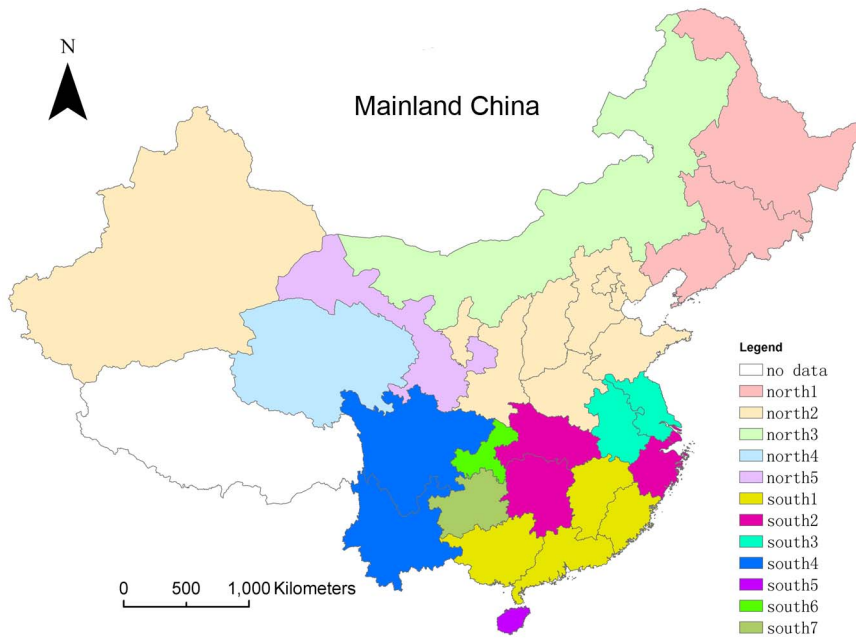 N
Mainland China
Legend
no data
north1
north2
north3
north4
north5
south1
south2
south3
south4
south5
south6
south7
0 500 1,000 Kilometers